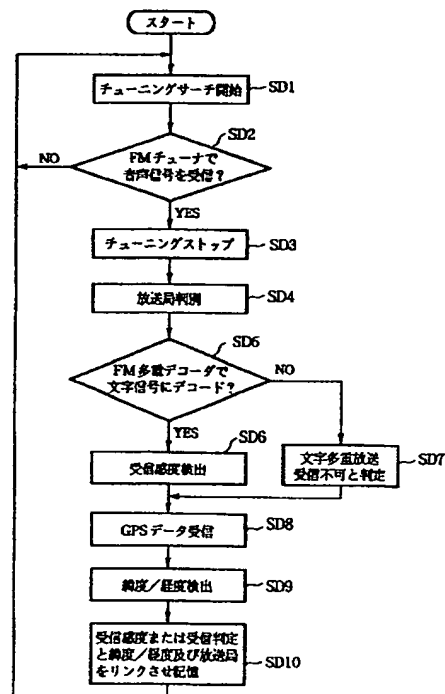 スタート
チューニングサーチ開始
SD1
FMチューナで
音声信号を受信?
SD2
NO
YES
チューニングストップ
SD3
放送局判別
SD4
FM多重デコーダで
文字信号にデコード?
SD5
NO
YES
受信感度検出
SD6
文字多重放送
受信不可と判定
SD7
GPSデータ受信
SD8
緯度/経度検出
SD9
受信感度または受信判定
と緯度/経度及び放送局
をリンクさせ記憶
SD10